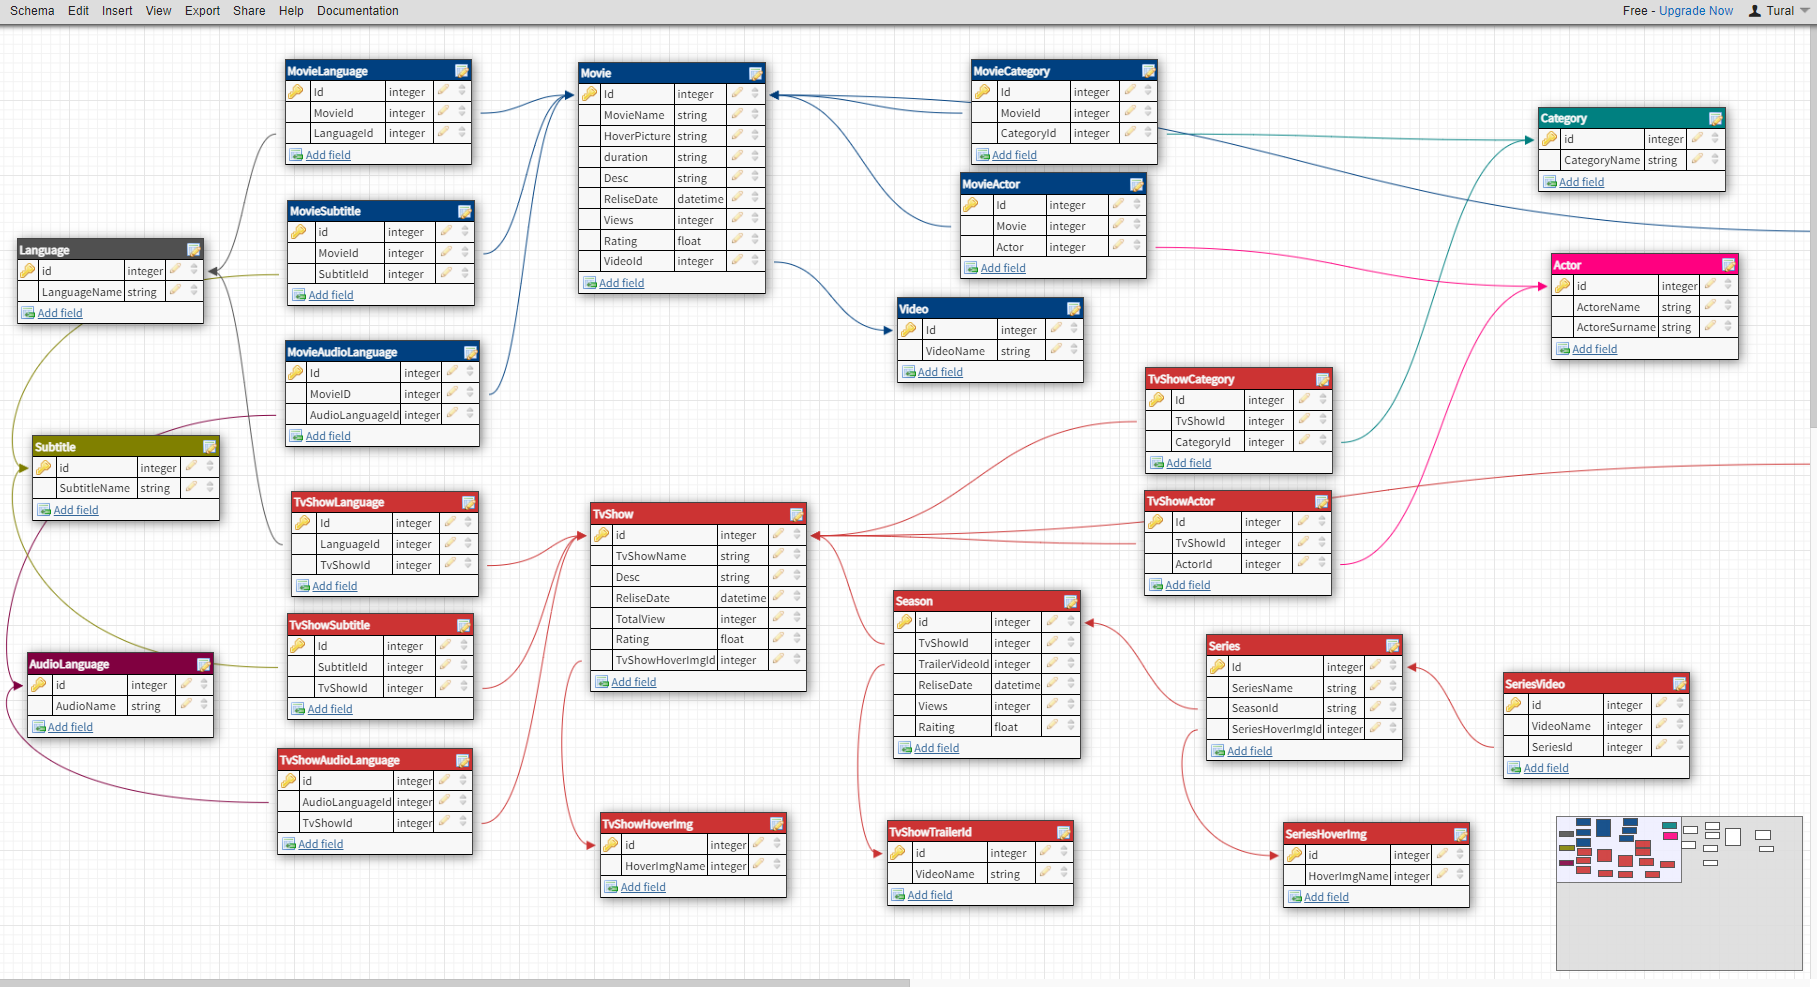 Schema Edit Insert View Export Share Help Documentation
Free - Upgrade Now Tural
MovieLanguage
Id integer
MovieId integer
LanguageId integer
Add field
Movie
Id integer
MovieName string
HoverPicture string
duration string
Desc string
ReliseDate datetime
Views integer
Rating float
VideoId integer
Add field
MovieCategory
Id integer
MovieId integer
CategoryId integer
Add field
Category
id integer
CategoryName string
Add field
MovieActor
Id integer
Movie integer
Actor integer
Add field
MovieSubtitle
id integer
MovieId integer
SubtitleId integer
Add field
Language
id integer
LanguageName string
Add field
Actor
id integer
ActoreName string
ActoreSurname string
Add field
Video
Id integer
VideoName string
Add field
MovieAudioLanguage
Id integer
MovieID integer
AudioLanguageId integer
Add field
TvShowCategory
Id integer
TvShowId integer
CategoryId integer
Add field
Subtitle
id integer
SubtitleName string
Add field
TvShowLanguage
Id integer
LanguageId integer
TvShowId integer
Add field
TvShow
id integer
TvShowName string
Desc string
ReliseDate datetime
TotalView integer
Rating float
TvShowHoverImgId integer
Add field
TvShowActor
Id integer
TvShowId integer
ActorId integer
Add field
Season
id integer
TvShowId integer
TrailerVideoId integer
ReliseDate datetime
Views integer
Raiting float
Add field
TvShowSubtitle
Id integer
SubtitleId integer
TvShowId integer
Add field
Series
Id integer
SeriesName string
SeasonId string
SeriesHoverImgId integer
Add field
AudioLanguage
id integer
AudioName string
Add field
SeriesVideo
id integer
VideoName integer
SeriesId integer
Add field
TvShowAudioLanguage
id integer
AudioLanguageId integer
TvShowId integer
Add field
TvShowHoverImg
id integer
HoverImgName integer
Add field
TvShowTrailerId
id integer
VideoName string
Add field
SeriesHoverImg
id integer
HoverImgName integer
Add field